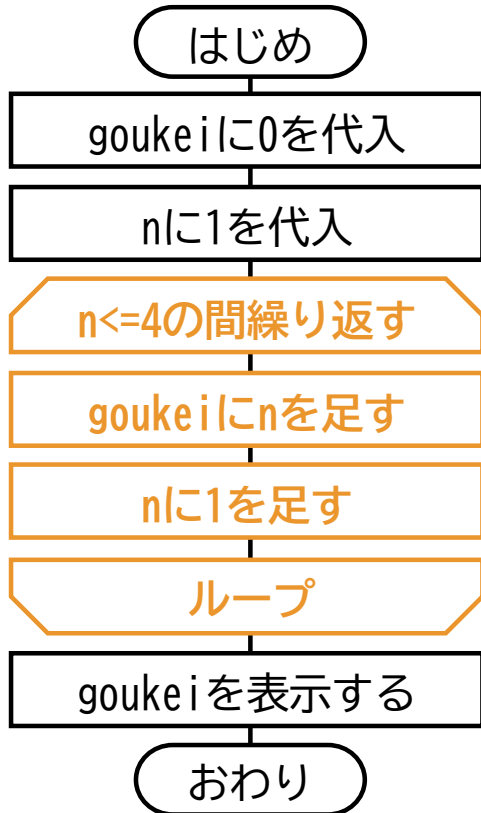 はじめ
goukeiに0を代入
nに1を代入
n<=4の間繰り返す
goukeiにnを足す
nに1を足す
ループ
goukeiを表示する
おわり